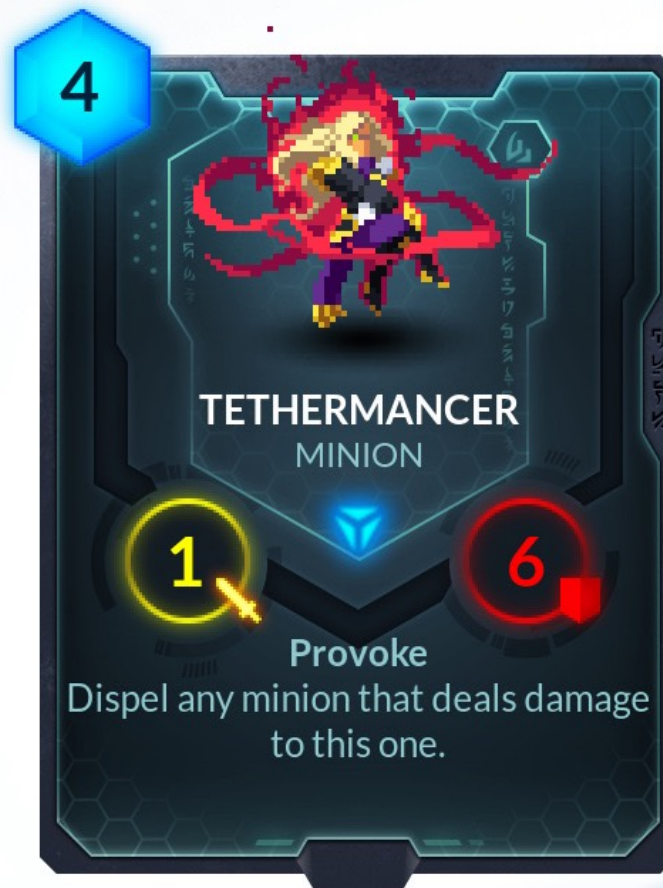 4
TETHERMANCER
MINION
1
6
Provoke
Dispel any minion that deals damage
to this one.